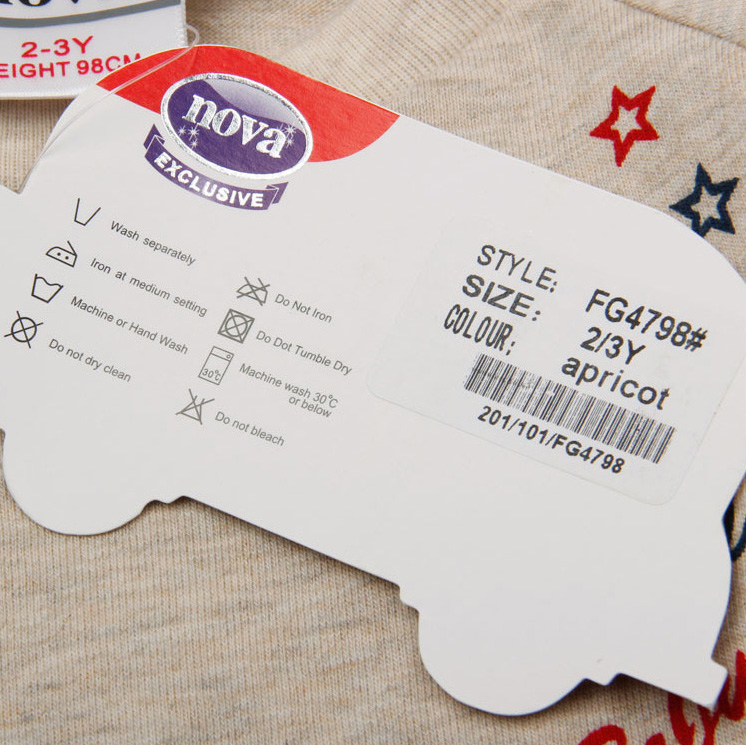 2-3Y
EIGHT 98CM
nova
EXCLUSIVE
Wash separately
Iron at medium setting
Machine or Hand Wash
Do not dry clean
Do Not Iron
Do Dot Tumble Dry
30°C
Machine wash 30°C
or below
Do not bleach
STYLE: FG4798#
SIZE: 2/3Y
COLOUR: apricot
201/101/FG4798